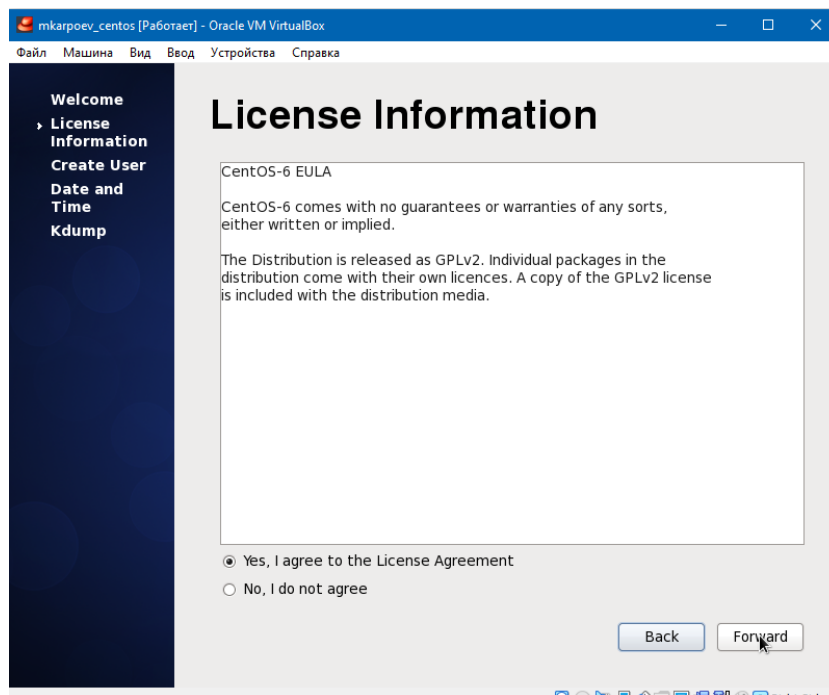 mkarpoev_centos [Работает] - Oracle VM VirtualBox
Файл Машина Вид Ввод Устройства Справка
Welcome
License
Information
Create User
Date and
Time
Kdump
License Information
CentOS-6 EULA
CentOS-6 comes with no guarantees or warranties of any sorts,
either written or implied.
The Distribution is released as GPLv2. Individual packages in the
distribution come with their own licences. A copy of the GPLv2 license
is included with the distribution media.
Yes, I agree to the License Agreement
No, I do not agree
Back Forward